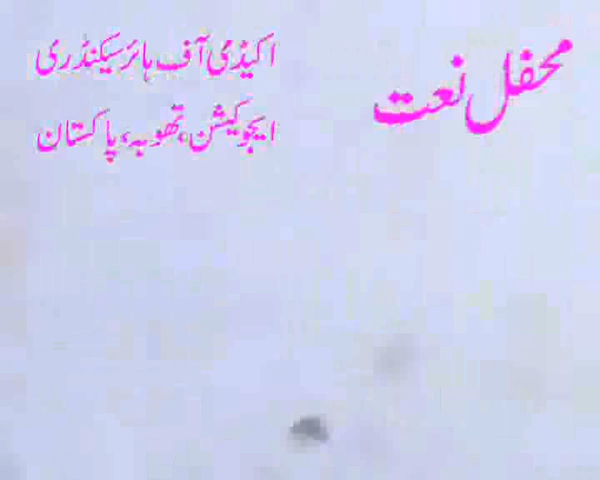 محفل نعت
اکیڈمی آف ہائر سیکنڈری
ایجوکیشن، تھوبہ، پاکستان